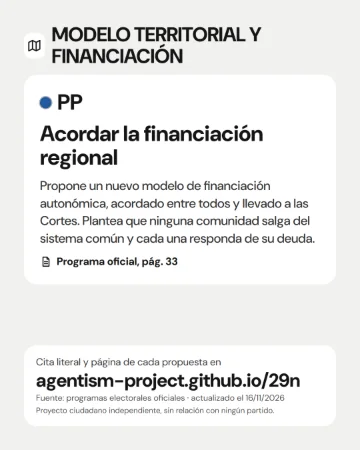 MODELO TERRITORIAL Y
FINANCIACIÓN
PP
Acordar la financiación
regional
Propone un nuevo modelo de financiación
autonómica, acordado entre todos y llevado a las
Cortes. Plantea que ninguna comunidad salga del
sistema común y cada una responda de su deuda.
Programa oficial, pág. 33
Cita literal y página de cada propuesta en
agentism-project.github.io/29n
Fuente: programas electorales oficiales · actualizado el 16/11/2026
Proyecto ciudadano independiente, sin relación con ningún partido.